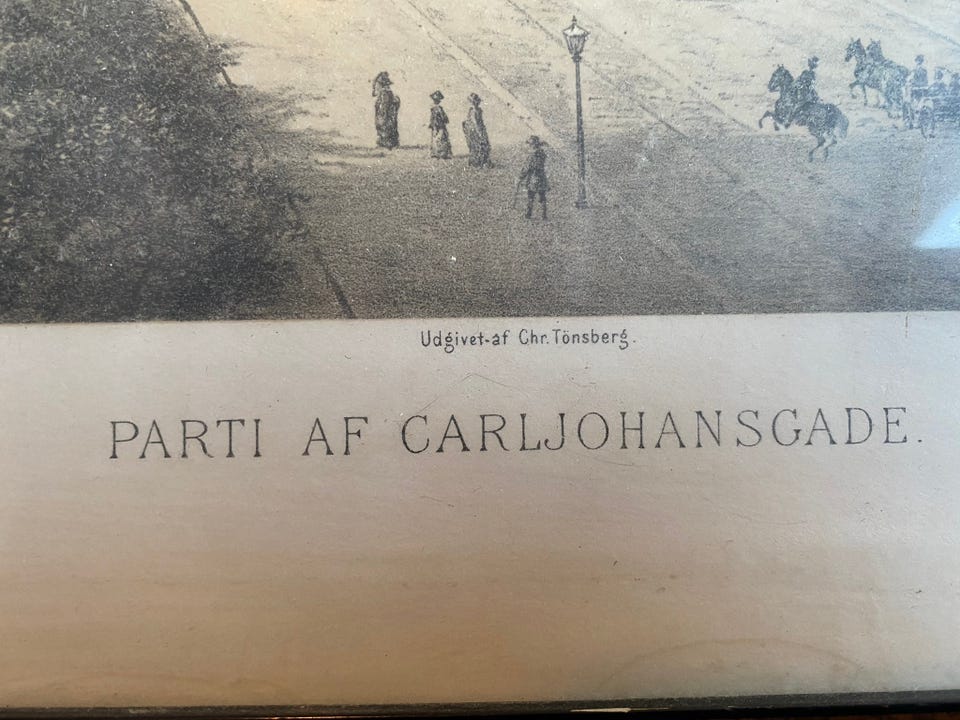 Udgivet-af Chr. Tönsberg.
PARTI AF CARLJOHANSGADE.